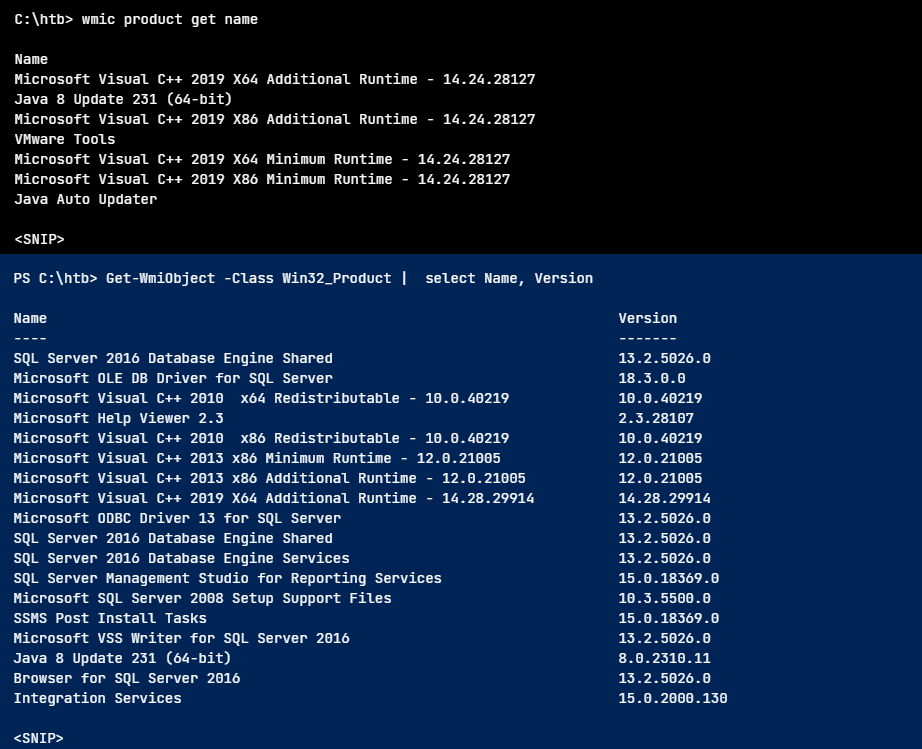 C:\htb> wmic product get name
Name
Microsoft Visual C++ 2019 X64 Additional Runtime - 14.24.28127
Java 8 Update 231 (64-bit)
Microsoft Visual C++ 2019 X86 Additional Runtime - 14.24.28127
VMware Tools
Microsoft Visual C++ 2019 X64 Minimum Runtime - 14.24.28127
Microsoft Visual C++ 2019 X86 Minimum Runtime - 14.24.28127
Java Auto Updater
<SNIP>
PS C:\htb> Get-WmiObject -Class Win32_Product |  select Name, Version
Name Version
---- -------
SQL Server 2016 Database Engine Shared 13.2.5026.0
Microsoft OLE DB Driver for SQL Server 18.3.0.0
Microsoft Visual C++ 2010  x64 Redistributable - 10.0.40219 10.0.40219
Microsoft Help Viewer 2.3 2.3.28107
Microsoft Visual C++ 2010  x86 Redistributable - 10.0.40219 10.0.40219
Microsoft Visual C++ 2013 x86 Minimum Runtime - 12.0.21005 12.0.21005
Microsoft Visual C++ 2013 x86 Additional Runtime - 12.0.21005 12.0.21005
Microsoft Visual C++ 2019 X64 Additional Runtime - 14.28.29914 14.28.29914
Microsoft ODBC Driver 13 for SQL Server 13.2.5026.0
SQL Server 2016 Database Engine Shared 13.2.5026.0
SQL Server 2016 Database Engine Services 13.2.5026.0
SQL Server Management Studio for Reporting Services 15.0.18369.0
Microsoft SQL Server 2008 Setup Support Files 10.3.5500.0
SSMS Post Install Tasks 15.0.18369.0
Microsoft VSS Writer for SQL Server 2016 13.2.5026.0
Java 8 Update 231 (64-bit) 8.0.2310.11
Browser for SQL Server 2016 13.2.5026.0
Integration Services 15.0.2000.130
<SNIP>